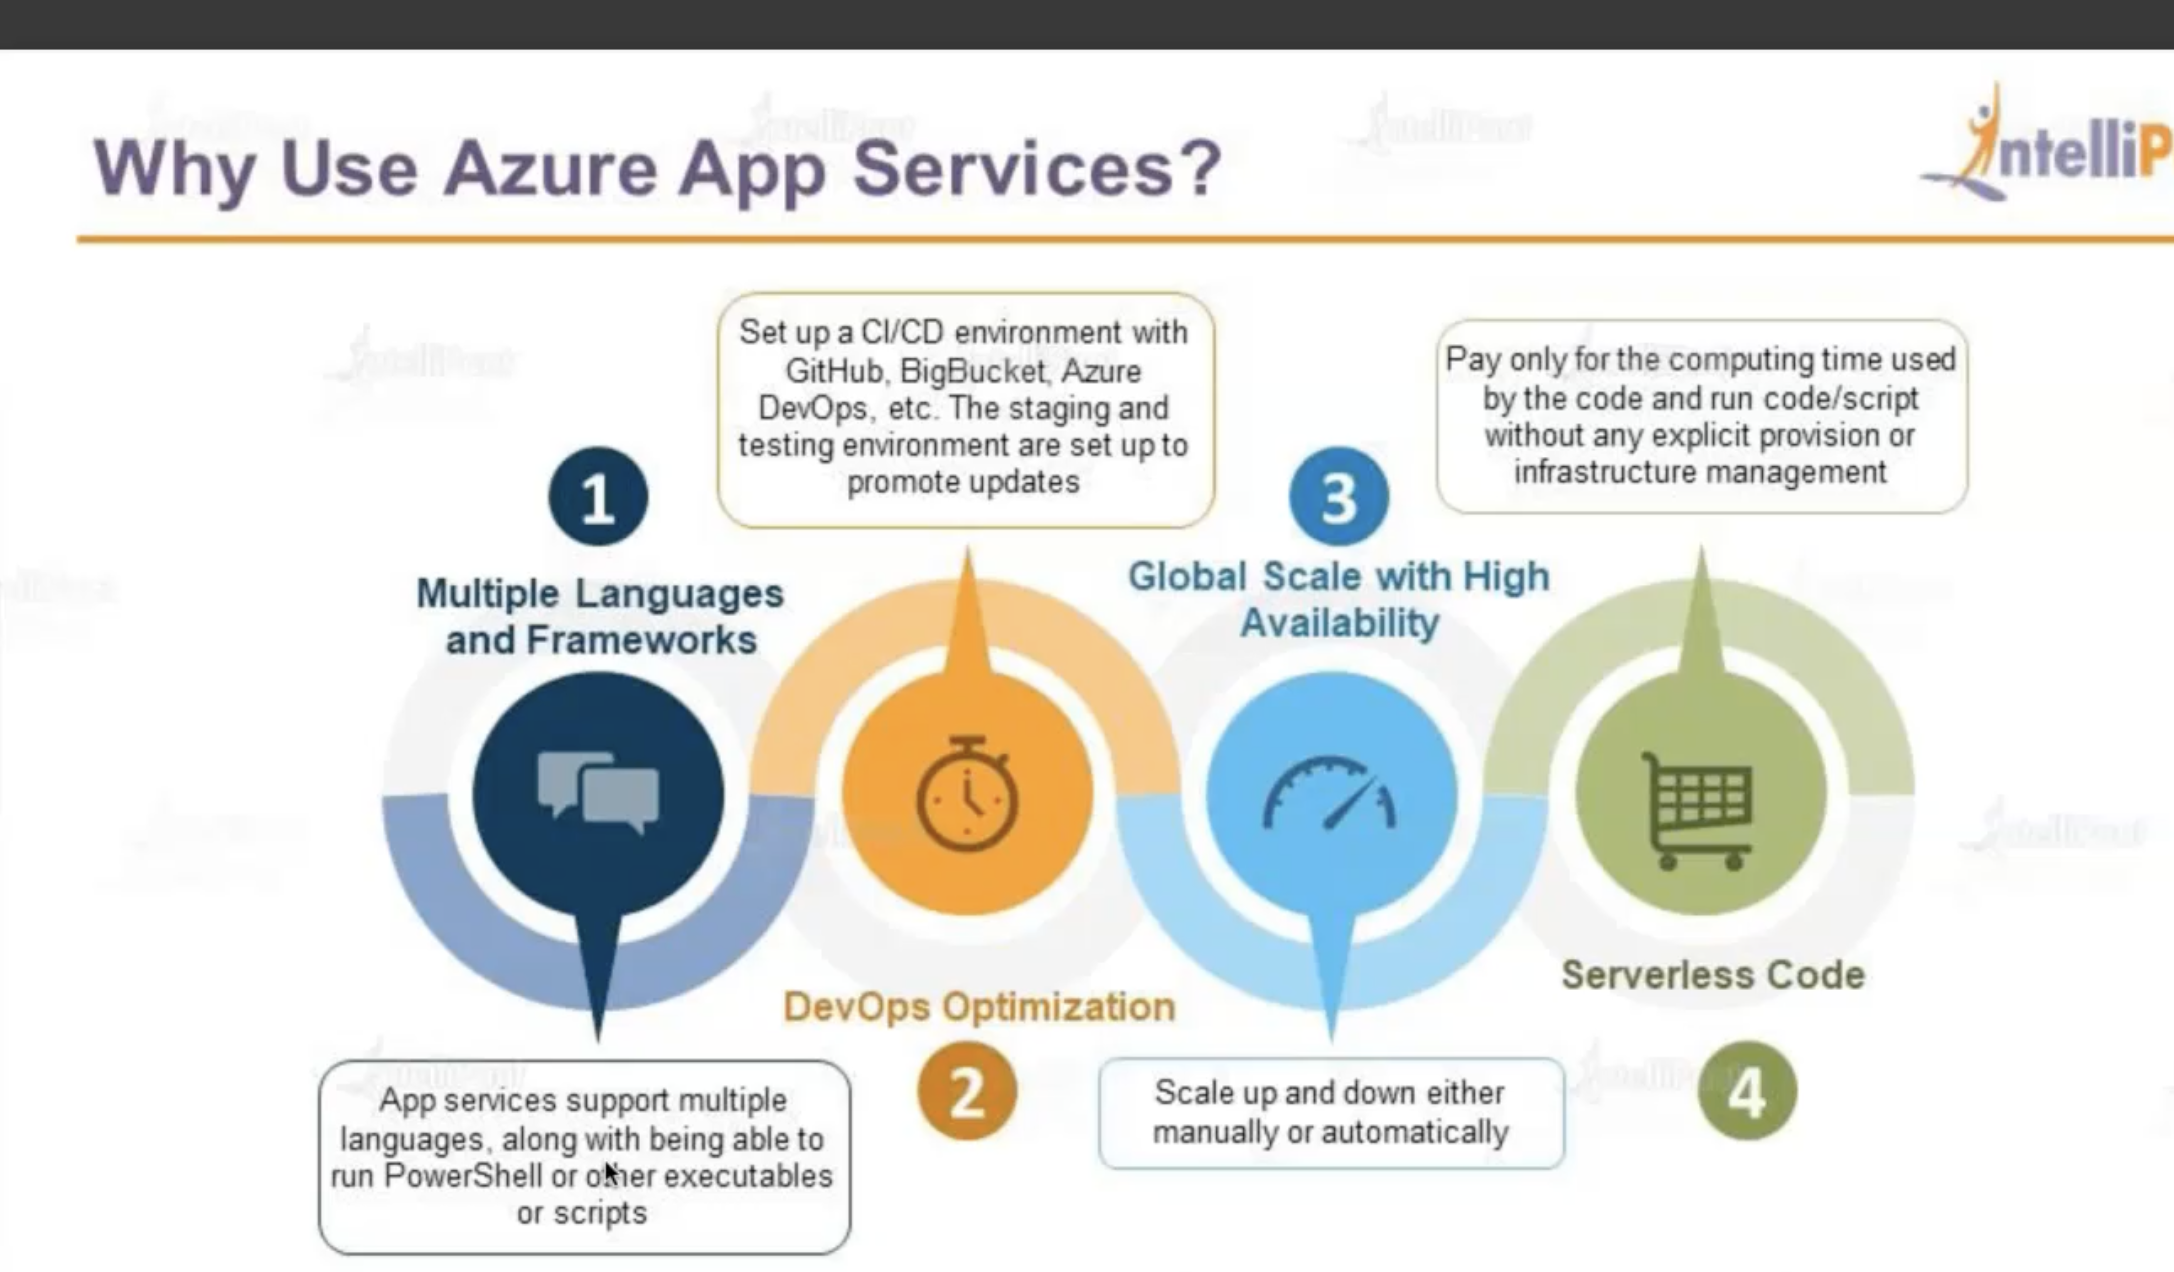 Why Use Azure App Services?
IntelliP
Set up a CI/CD environment with
GitHub, BigBucket, Azure
DevOps, etc. The staging and
testing environment are set up to
promote updates
Pay only for the computing time used
by the code and run code/script
without any explicit provision or
infrastructure management
1
Multiple Languages
and Frameworks
3
Global Scale with High
Availability
DevOps Optimization
2
Serverless Code
4
App services support multiple
languages, along with being able to
run PowerShell or other executables
or scripts
Scale up and down either
manually or automatically